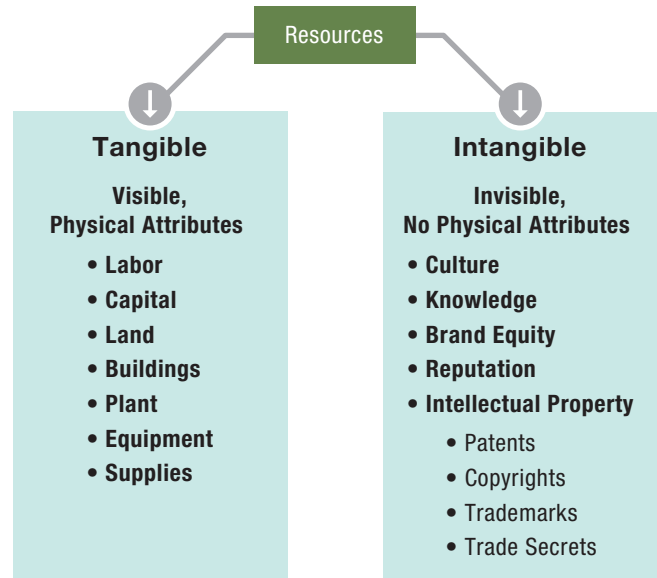 Resources
Tangible
Visible,
Physical Attributes
• Labor
• Capital
• Land
• Buildings
• Plant
• Equipment
• Supplies
Intangible
Invisible,
No Physical Attributes
• Culture
• Knowledge
• Brand Equity
• Reputation
• Intellectual Property
• Patents
• Copyrights
• Trademarks
• Trade Secrets